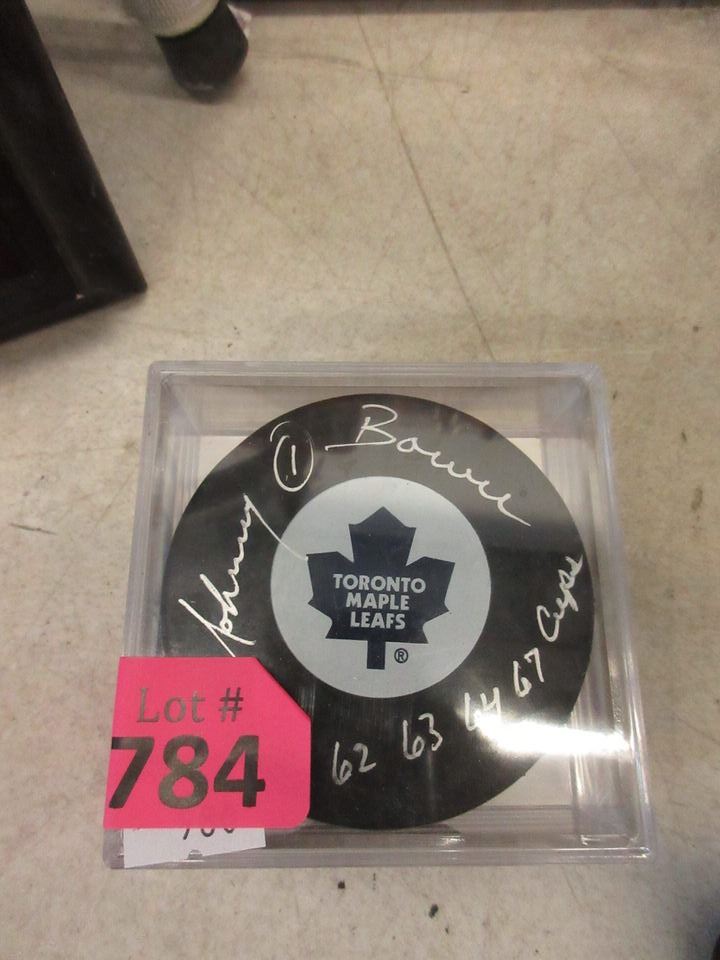 Johnny ① Bower
TORONTO
MAPLE
LEAFS
®
62 63 64 67 Cups
Lot #
784